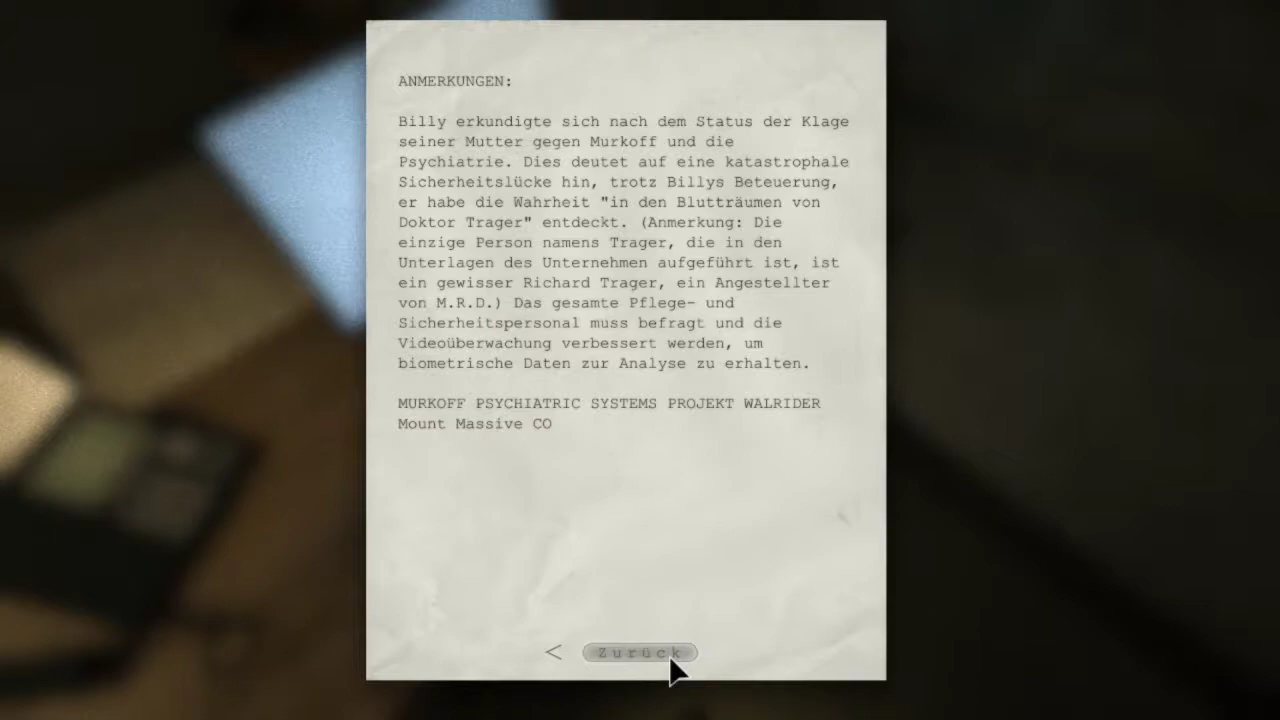 ANMERKUNGEN:
Billy erkundigte sich nach dem Status der Klage
seiner Mutter gegen Murkoff und die
Psychiatrie. Dies deutet auf eine katastrophale
Sicherheitslücke hin, trotz Billys Beteuerung,
er habe die Wahrheit "in den Blutträumen von
Doktor Trager" entdeckt. (Anmerkung: Die
einzige Person namens Trager, die in den
Unterlagen des Unternehmen aufgeführt ist, ist
ein gewisser Richard Trager, ein Angestellter
von M.R.D.) Das gesamte Pflege- und
Sicherheitspersonal muss befragt und die
Videoüberwachung verbessert werden, um
biometrische Daten zur Analyse zu erhalten.
MURKOFF PSYCHIATRIC SYSTEMS PROJEKT WALRIDER
Mount Massive CO
< Zurück